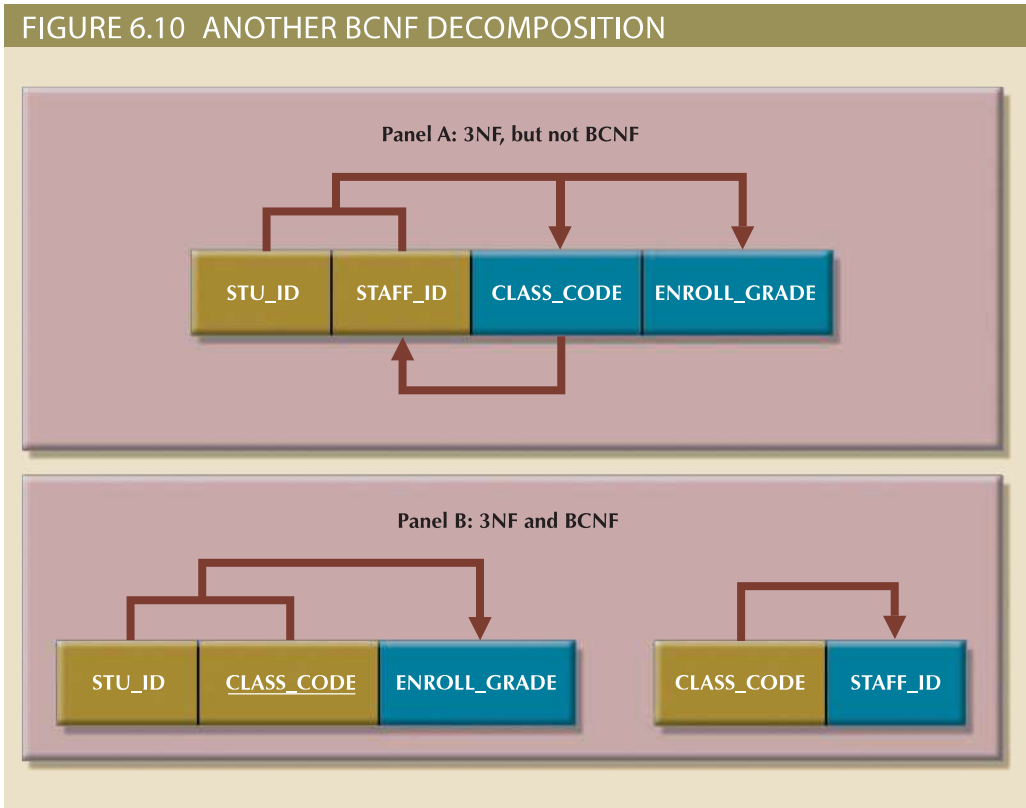 FIGURE 6.10 ANOTHER BCNF DECOMPOSITION
Panel A: 3NF, but not BCNF
STU_ID STAFF_ID CLASS_CODE ENROLL_GRADE
Panel B: 3NF and BCNF
STU_ID CLASS_CODE ENROLL_GRADE CLASS_CODE STAFF_ID